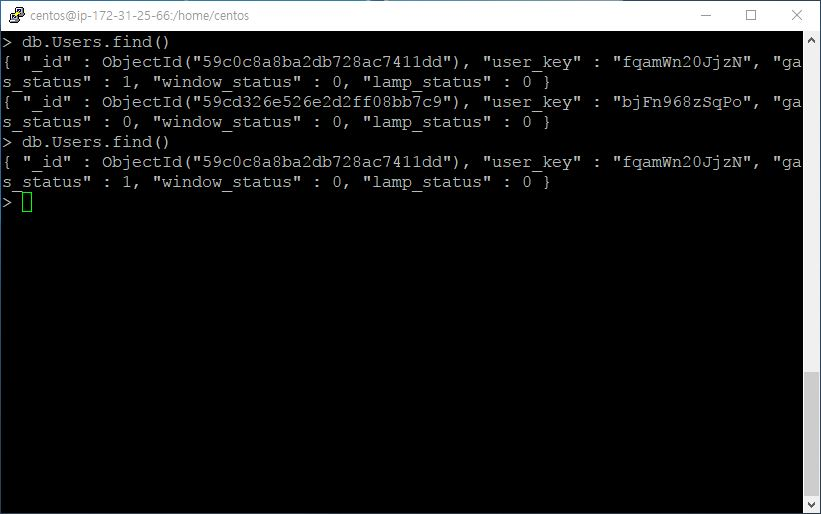 centos@ip-172-31-25-66:/home/centos
> db.Users.find()
{ "_id" : ObjectId("59c0c8a8ba2db728ac7411dd"), "user_key" : "fqamWn20JjzN", "ga
s_status" : 1, "window_status" : 0, "lamp_status" : 0 }
{ "_id" : ObjectId("59cd326e526e2d2ff08bb7c9"), "user_key" : "bjFn968zSqPo", "ga
s_status" : 0, "window_status" : 0, "lamp_status" : 0 }
> db.Users.find()
{ "_id" : ObjectId("59c0c8a8ba2db728ac7411dd"), "user_key" : "fqamWn20JjzN", "ga
s_status" : 1, "window_status" : 0, "lamp_status" : 0 }
>